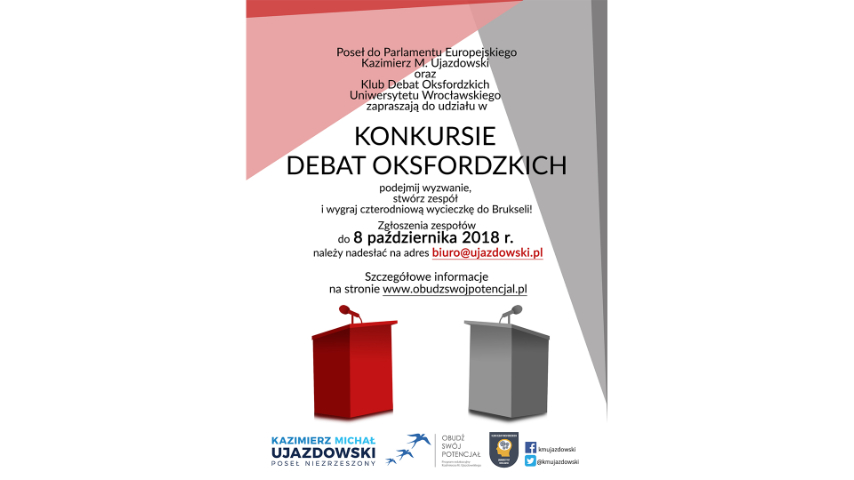 Poseł do Parlamentu Europejskiego
Kazimierz M. Ujazdowski
oraz
Klub Debat Oksfordzkich
Uniwersytetu Wrocławskiego
zapraszają do udziału w
KONKURSIE
DEBAT OKSFORDZKICH
podejmij wyzwanie,
stwórz zespół
i wygraj czterodniową wycieczkę do Brukseli!
Zgłoszenia zespołów
do 8 października 2018 r.
należy nadesłać na adres biuro@ujazdowski.pl
Szczegółowe informacje
na stronie www.obudzswojpotencjal.pl
KAZIMIERZ MICHAŁ
UJAZDOWSKI
POSEŁ NIEZRZESZONY
OBUDŹ
SWÓJ
POTENCJAŁ
kmujazdowski
@kmujazdowski